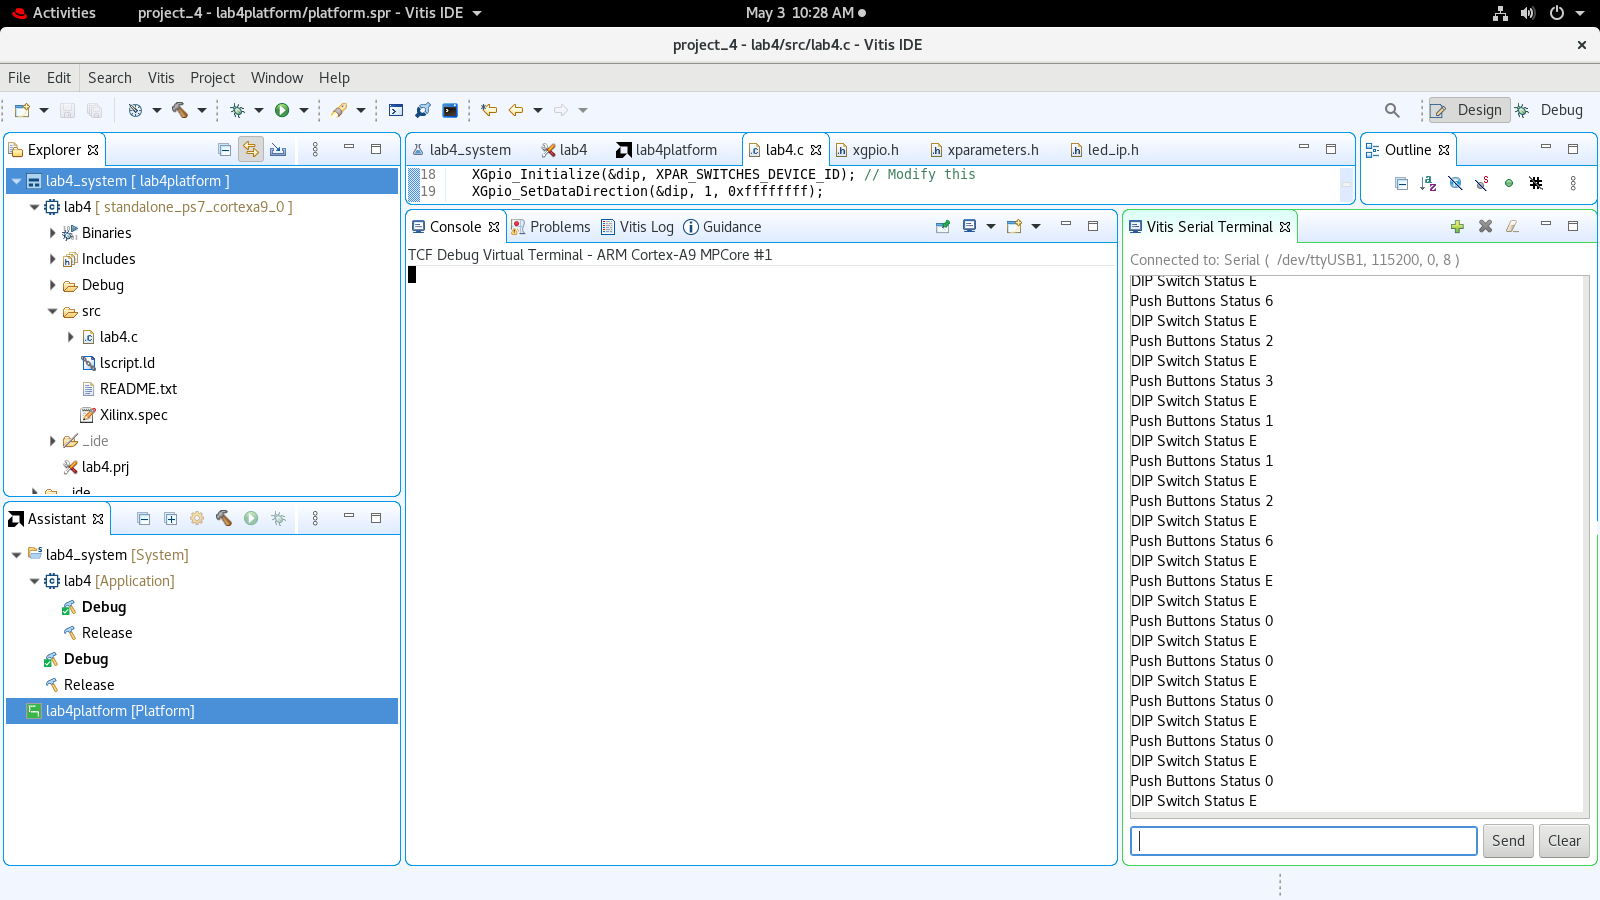 Activities
project_4 - lab4platform/platform.spr - Vitis IDE
May 3 10:28 AM
project_4 - lab4/src/lab4.c - Vitis IDE
File Edit Search Vitis Project Window Help
Design
Debug
Explorer
lab4_system [ lab4platform ]
lab4 [ standalone_ps7_cortexa9_0 ]
Binaries
Includes
Debug
src
lab4.c
lscript.ld
README.txt
Xilinx.spec
_ide
lab4.prj
_ide
Assistant
lab4_system [System]
lab4 [Application]
Debug
Release
Debug
Release
lab4platform [Platform]
lab4_system lab4 lab4platform lab4.c xgpio.h xparameters.h led_ip.h
18 XGpio_Initialize(&dip, XPAR_SWITCHES_DEVICE_ID); // Modify this
19 XGpio_SetDataDirection(&dip, 1, 0xffffffff);
Outline
Console Problems Vitis Log Guidance
TCF Debug Virtual Terminal - ARM Cortex-A9 MPCore #1
Vitis Serial Terminal
Connected to: Serial ( /dev/ttyUSB1, 115200, 0, 8 )
DIP Switch Status E
Push Buttons Status 6
DIP Switch Status E
Push Buttons Status 2
DIP Switch Status E
Push Buttons Status 3
DIP Switch Status E
Push Buttons Status 1
DIP Switch Status E
Push Buttons Status 1
DIP Switch Status E
Push Buttons Status 2
DIP Switch Status E
Push Buttons Status 6
DIP Switch Status E
Push Buttons Status E
DIP Switch Status E
Push Buttons Status 0
DIP Switch Status E
Push Buttons Status 0
DIP Switch Status E
Push Buttons Status 0
DIP Switch Status E
Push Buttons Status 0
DIP Switch Status E
Push Buttons Status 0
DIP Switch Status E
Send
Clear